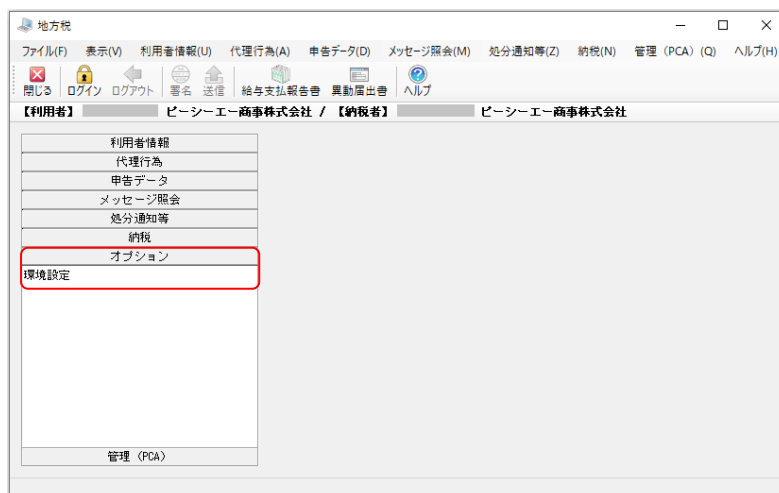 地方税
ファイル(F) 表示(V) 利用者情報(U) 代理行為(A) 申告データ(D) メッセージ照会(M) 処分通知等(Z) 納税(N) 管理（PCA）(Q) ヘルプ(H)
閉じる ログイン ログアウト 署名 送信 給与支払報告書 異動届出書 ヘルプ
【利用者】 ピーシーエー商事株式会社 / 【納税者】 ピーシーエー商事株式会社
利用者情報
代理行為
申告データ
メッセージ照会
処分通知等
納税
オプション
環境設定
管理（PCA）